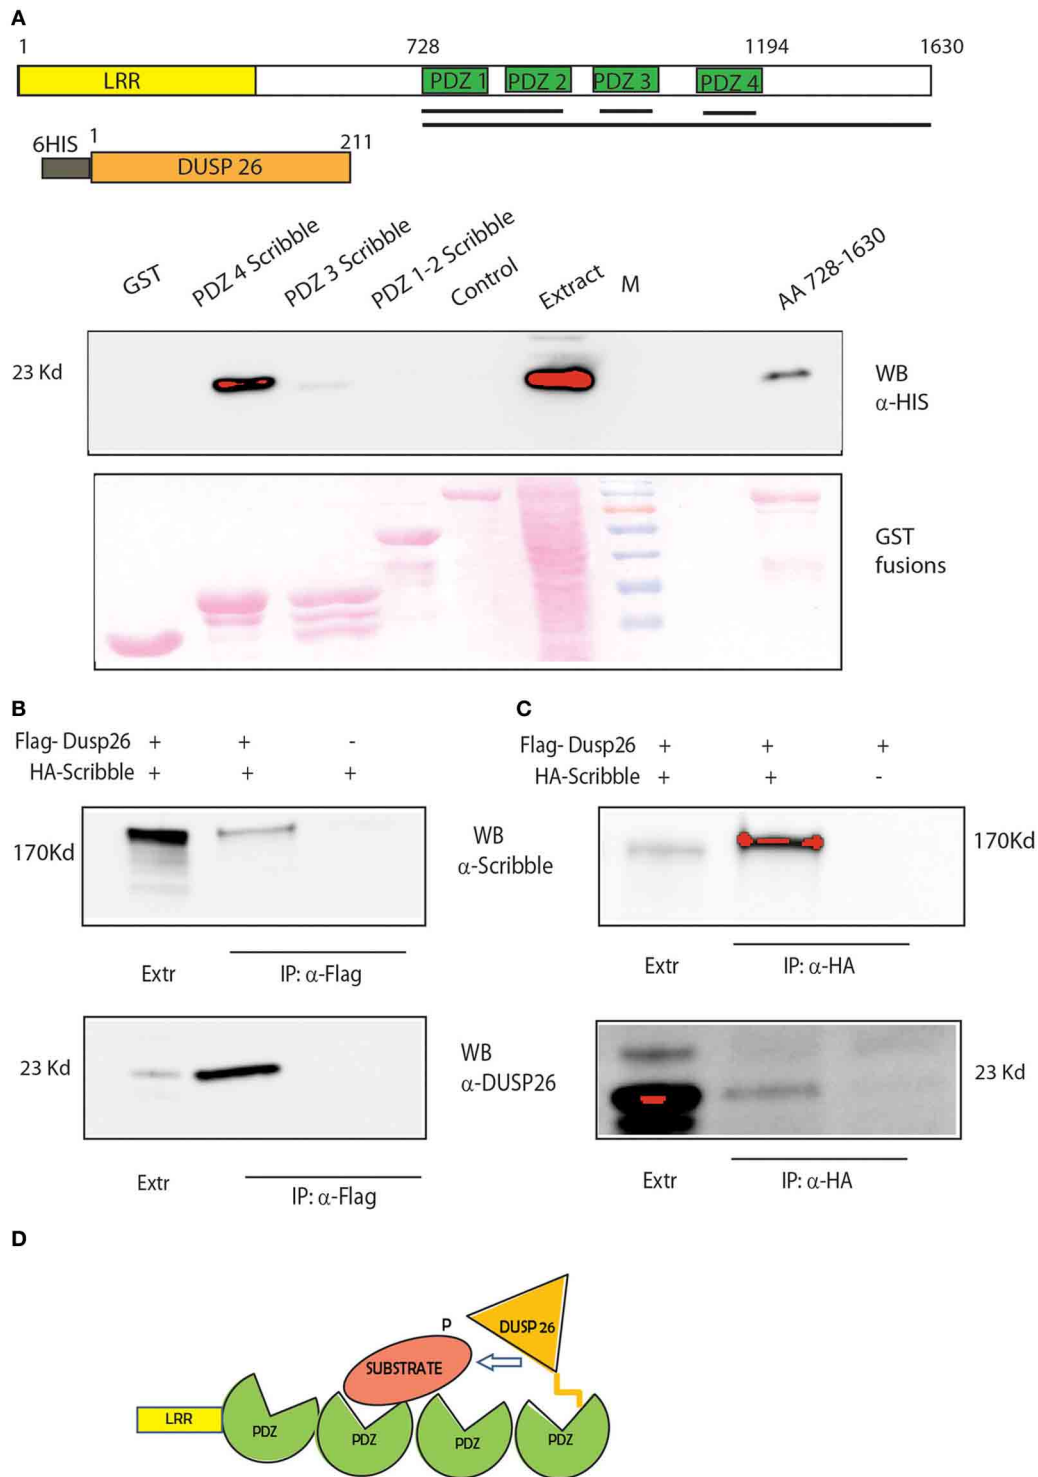 A
1 728 1194 1630
LRR PDZ 1 PDZ 2 PDZ 3 PDZ 4
6HIS 1 211
DUSP 26
GST PDZ 4 Scribble PDZ 3 Scribble PDZ 1-2 Scribble Control Extract M AA 728-1630
23 Kd
WB
α-HIS
GST
fusions
B
Flag- Dusp26 + + -
HA-Scribble + + +
170Kd
WB
α-Scribble
Extr IP: α-Flag
23 Kd
WB
α-DUSP26
Extr IP: α-Flag
C
Flag- Dusp26 + + +
HA-Scribble + + -
170Kd
Extr IP: α-HA
23 Kd
Extr IP: α-HA
D
P
DUSP 26
SUBSTRATE
LRR PDZ PDZ PDZ PDZ